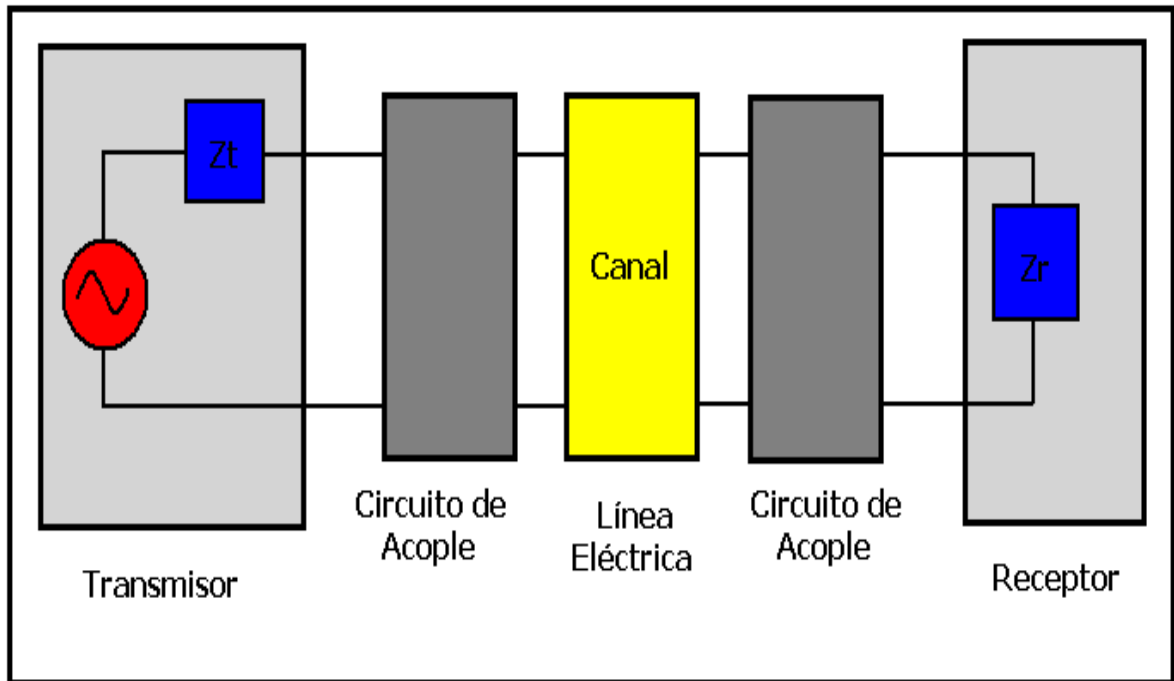 Zt
Canal
Zr
Circuito de
Acople
Línea
Eléctrica
Circuito de
Acople
Transmisor
Receptor